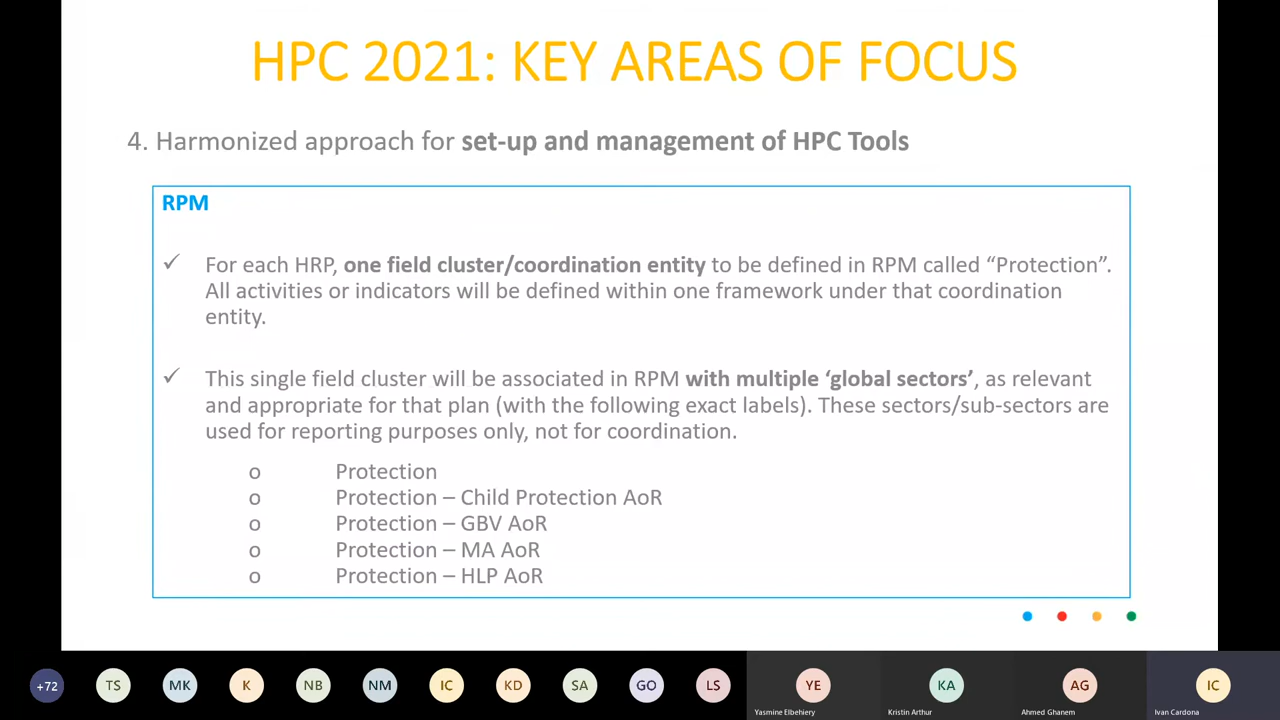 HPC 2021: KEY AREAS OF FOCUS
4. Harmonized approach for set-up and management of HPC Tools
RPM
✓ For each HRP, one field cluster/coordination entity to be defined in RPM called “Protection”.
All activities or indicators will be defined within one framework under that coordination
entity.
✓ This single field cluster will be associated in RPM with multiple ‘global sectors’, as relevant
and appropriate for that plan (with the following exact labels). These sectors/sub-sectors are
used for reporting purposes only, not for coordination.
o Protection
o Protection – Child Protection AoR
o Protection – GBV AoR
o Protection – MA AoR
o Protection – HLP AoR
+72 TS MK K NB NM IC KD SA GO LS YE KA AG IC
Yasmine Elbehiery Kristin Arthur Ahmed Ghanem Ivan Cardona